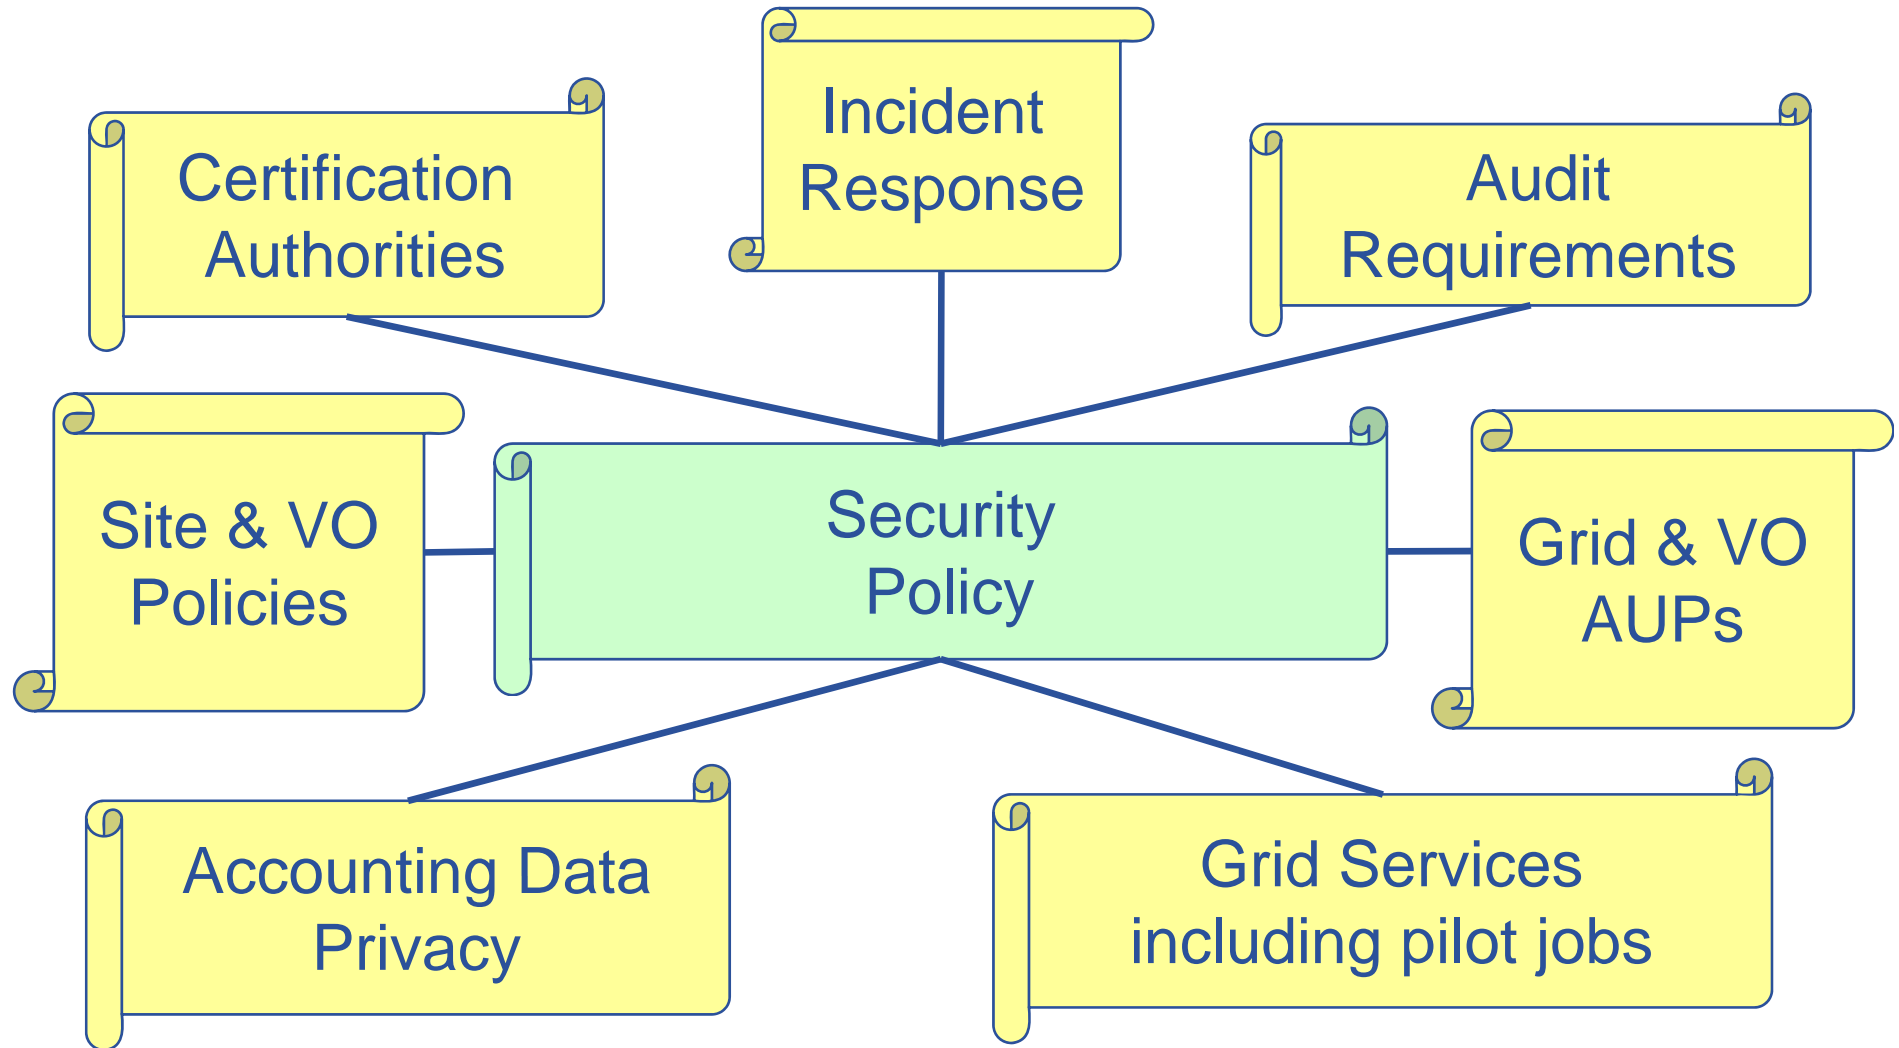 Incident
Response
Certification
Authorities
Audit
Requirements
Site & VO
Policies
Security
Policy
Grid & VO
AUPs
Accounting Data
Privacy
Grid Services
including pilot jobs